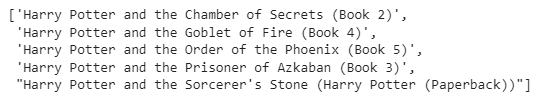 ['Harry Potter and the Chamber of Secrets (Book 2)',
'Harry Potter and the Goblet of Fire (Book 4)',
'Harry Potter and the Order of the Phoenix (Book 5)',
'Harry Potter and the Prisoner of Azkaban (Book 3)',
"Harry Potter and the Sorcerer's Stone (Harry Potter (Paperback))"]